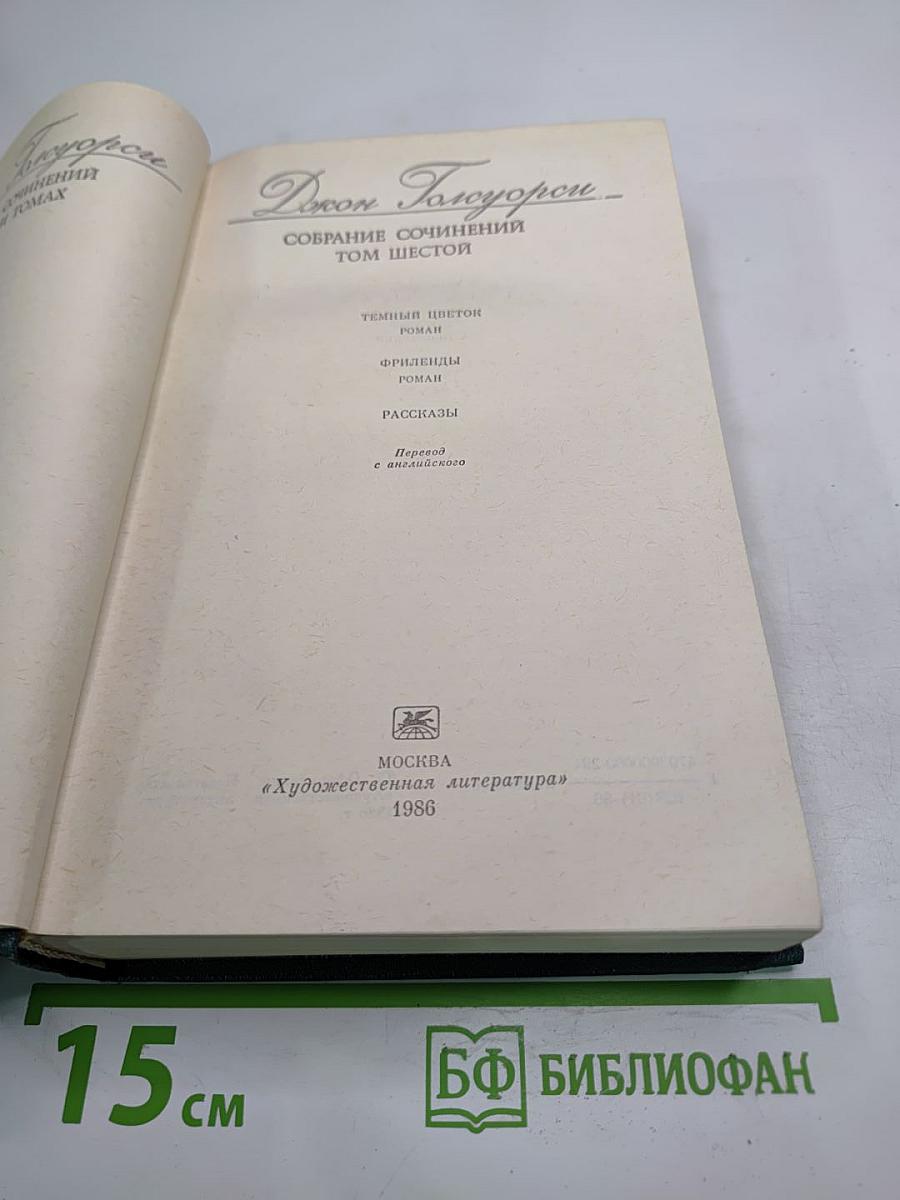 Голсуорси
СОЧИНЕНИЙ
ТОМАХ
Джон Голсуорси
СОБРАНИЕ СОЧИНЕНИЙ
ТОМ ШЕСТОЙ
ТЕМНЫЙ ЦВЕТОК
РОМАН
ФРИЛЕНДЫ
РОМАН
РАССКАЗЫ
Перевод
с английского
МОСКВА
«Художественная литература»
1986
15 см
БФ БИБЛИОФАН